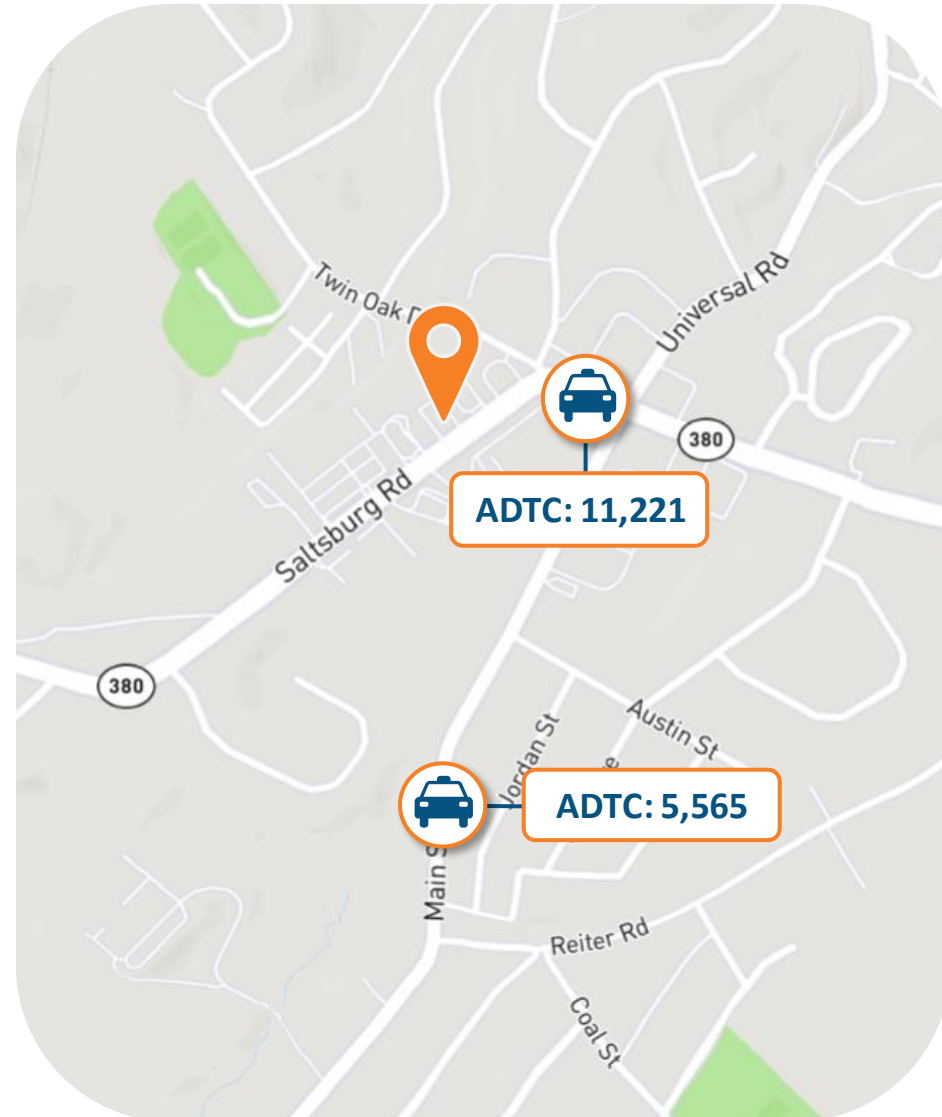 Twin Oak D
Universal Rd
380
ADTC: 11,221
Saltsburg Rd
380
Austin St
Jordan St
ADTC: 5,565
Main S
Reiter Rd
Coal St